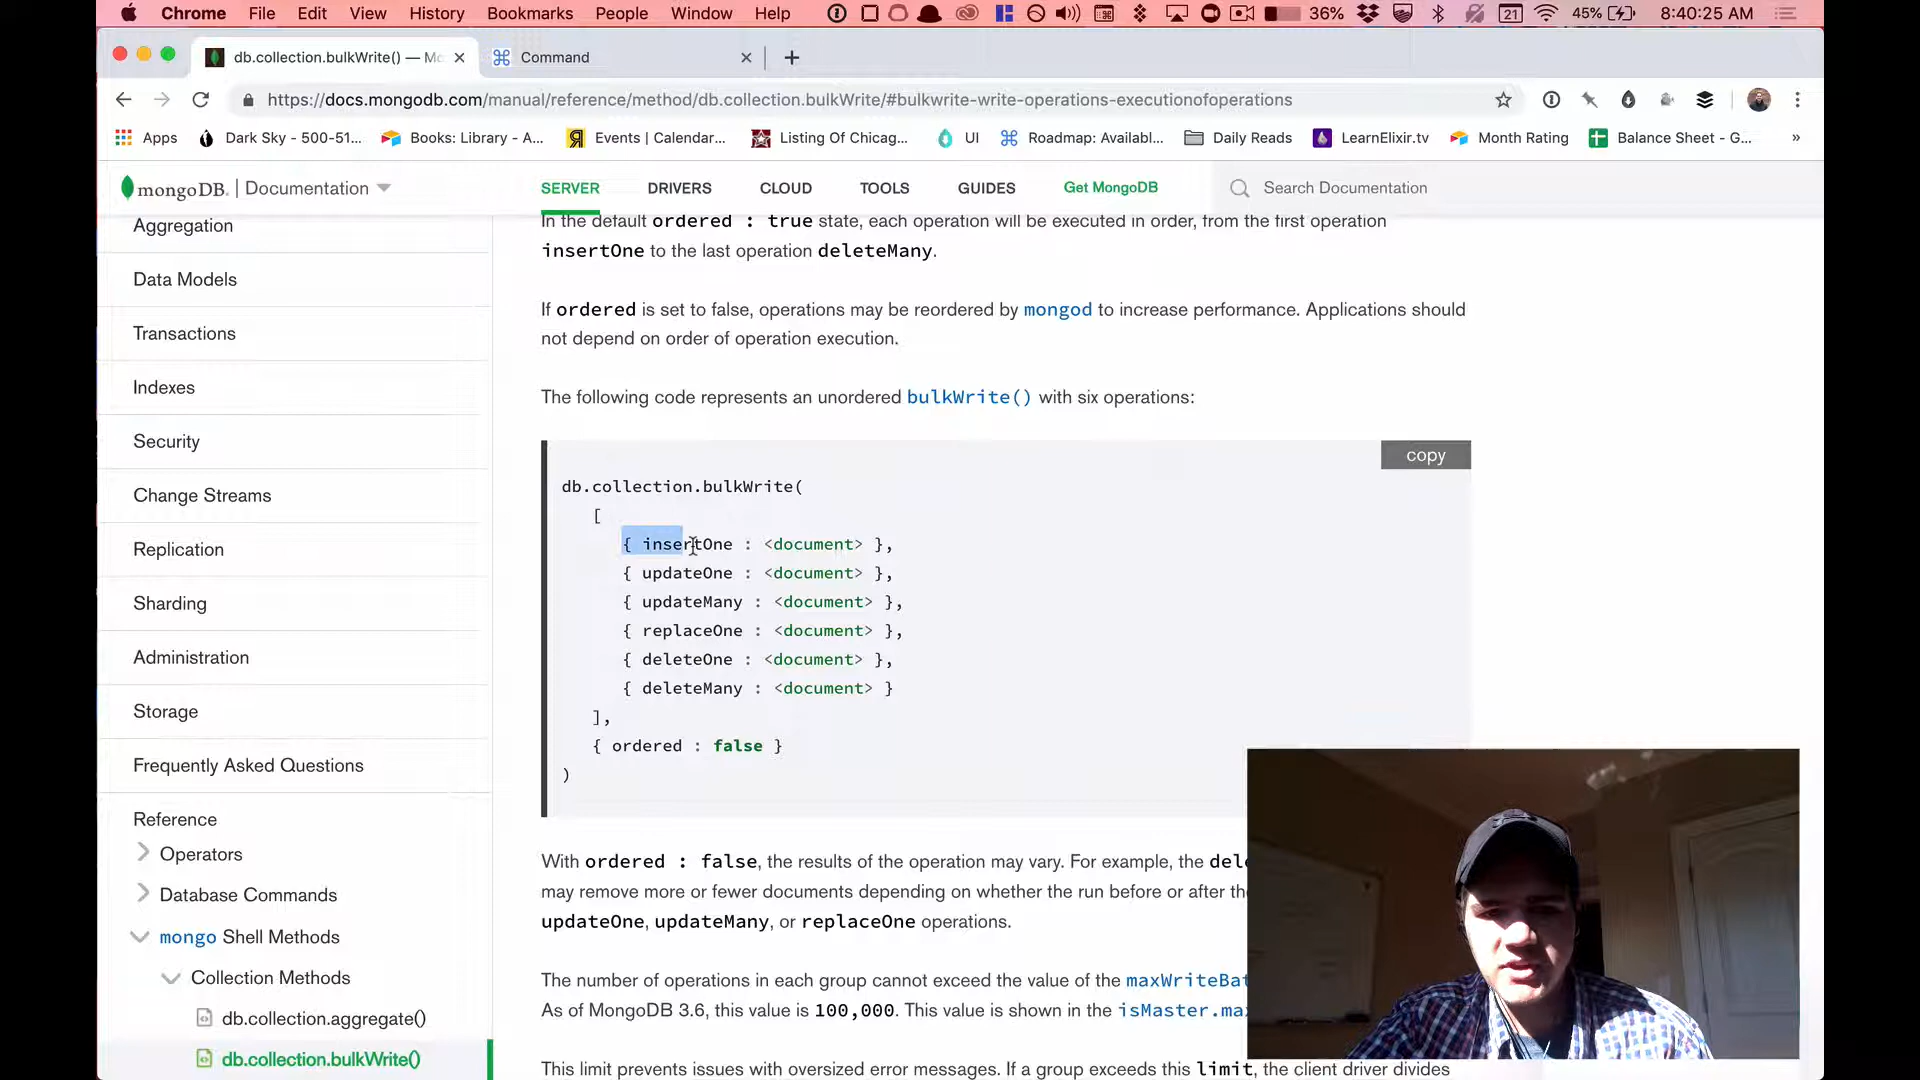 Chrome File Edit View History Bookmarks People Window Help 36% 21 45% 8:40:25 AM
db.collection.bulkWrite() — Mo
Command
https://docs.mongodb.com/manual/reference/method/db.collection.bulkWrite/#bulkwrite-write-operations-executionofoperations
Apps Dark Sky - 500-51... Books: Library - A... Events | Calendar... Listing Of Chicag... UI Roadmap: Availabl... Daily Reads LearnElixir.tv Month Rating Balance Sheet - G... »
mongoDB. | Documentation SERVER DRIVERS CLOUD TOOLS GUIDES Get MongoDB Search Documentation
Aggregation
Data Models
Transactions
Indexes
Security
Change Streams
Replication
Sharding
Administration
Storage
Frequently Asked Questions
Reference
Operators
Database Commands
mongo Shell Methods
Collection Methods
db.collection.aggregate()
db.collection.bulkWrite()
In the default ordered : true state, each operation will be executed in order, from the first operation
insertOne to the last operation deleteMany.
If ordered is set to false, operations may be reordered by mongod to increase performance. Applications should
not depend on order of operation execution.
The following code represents an unordered bulkWrite() with six operations:
copy
db.collection.bulkWrite(
[
{ insertOne : <document> },
{ updateOne : <document> },
{ updateMany : <document> },
{ replaceOne : <document> },
{ deleteOne : <document> },
{ deleteMany : <document> }
],
{ ordered : false }
)
With ordered : false, the results of the operation may vary. For example, the del
may remove more or fewer documents depending on whether the run before or after the
updateOne, updateMany, or replaceOne operations.
The number of operations in each group cannot exceed the value of the maxWriteBat
As of MongoDB 3.6, this value is 100,000. This value is shown in the isMaster.max
This limit prevents issues with oversized error messages. If a group exceeds this limit, the client driver divides